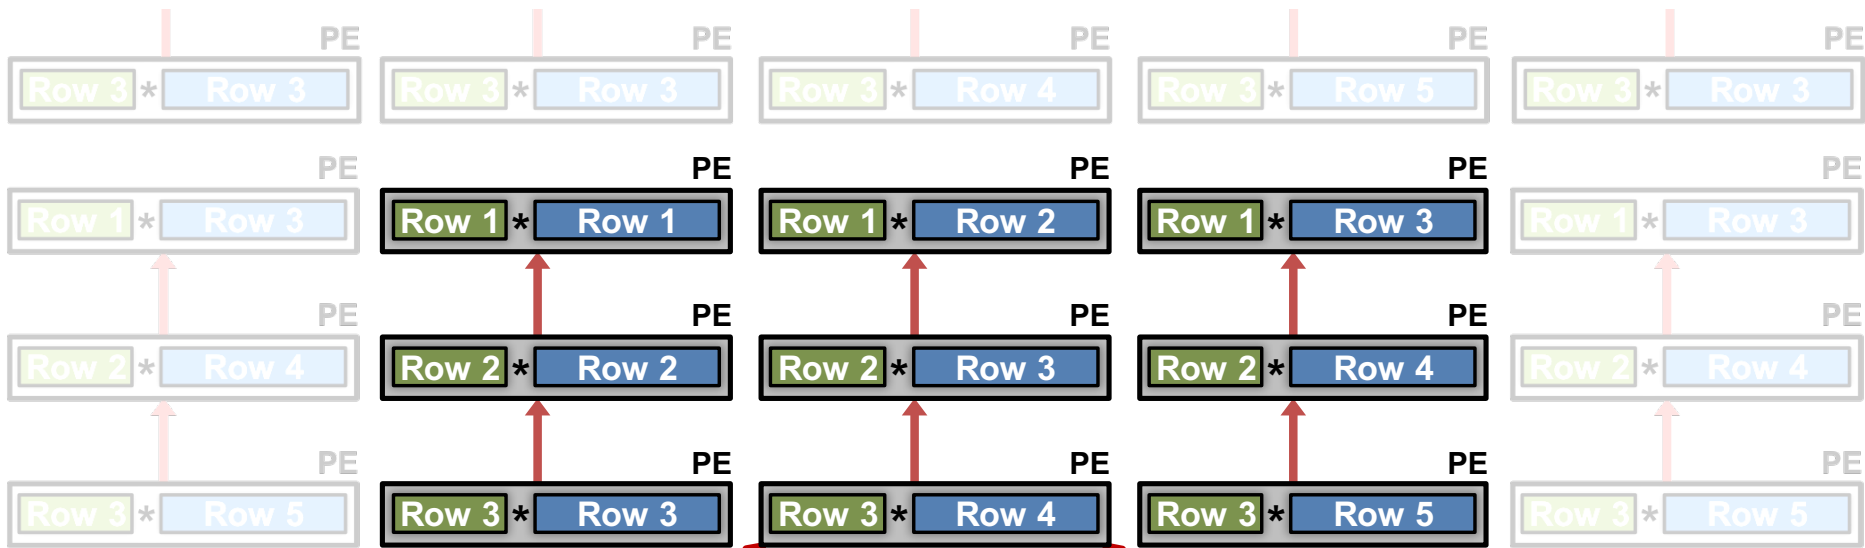 PE PE PE PE PE
Row 3 * Row 3 Row 3 * Row 3 Row 3 * Row 4 Row 3 * Row 5 Row 3 * Row 3
PE PE PE PE PE
Row 1 * Row 3 Row 1 * Row 1 Row 1 * Row 2 Row 1 * Row 3 Row 1 * Row 3
PE PE PE PE PE
Row 2 * Row 4 Row 2 * Row 2 Row 2 * Row 3 Row 2 * Row 4 Row 2 * Row 4
PE PE PE PE PE
Row 3 * Row 5 Row 3 * Row 3 Row 3 * Row 4 Row 3 * Row 5 Row 3 * Row 5